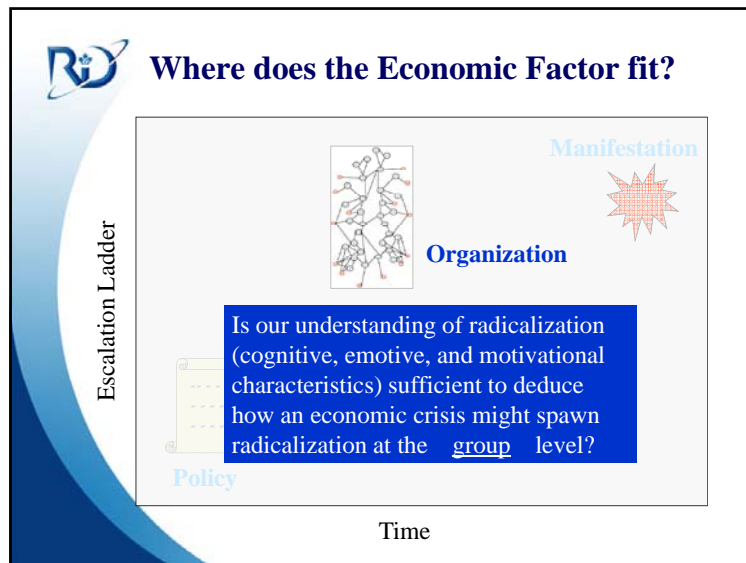 Where does the Economic Factor fit?
Manifestation
Organization
Escalation Ladder
Is our understanding of radicalization
(cognitive, emotive, and motivational
characteristics) sufficient to deduce
how an economic crisis might spawn
radicalization at the group level?
Policy
Time